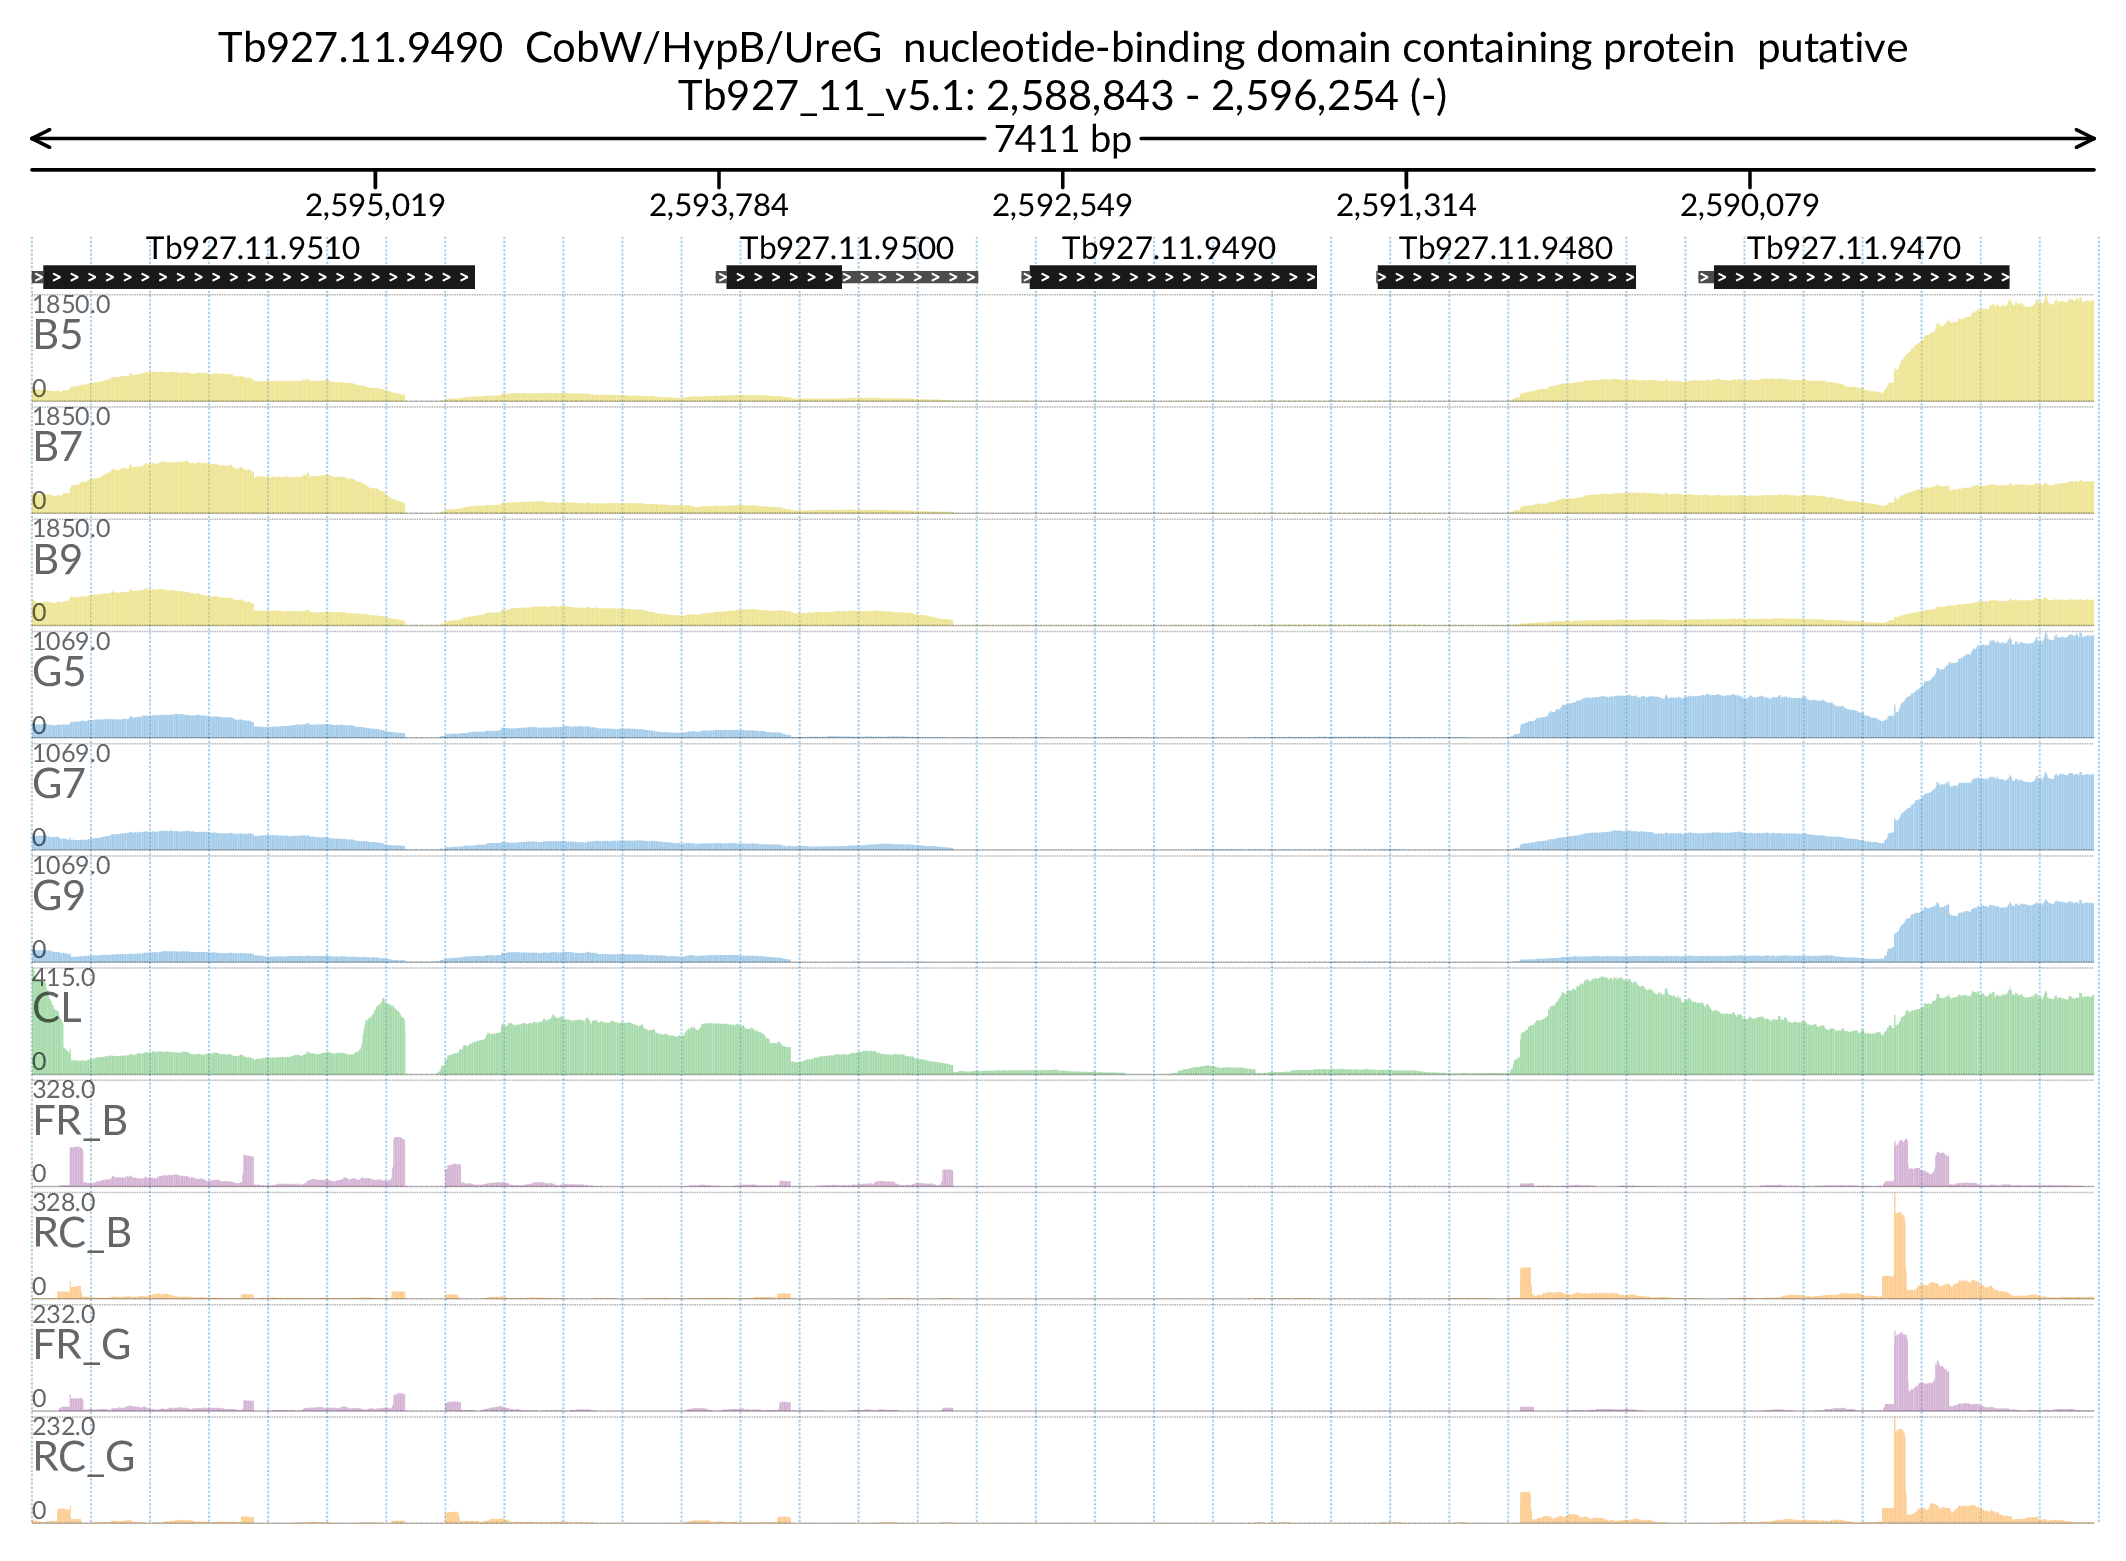 Tb927.11.9490  CobW/HypB/UreG  nucleotide-binding domain containing protein  putative
Tb927_11_v5.1: 2,588,843 - 2,596,254 (-)
7411 bp
2,595,019 2,593,784 2,592,549 2,591,314 2,590,079
Tb927.11.9510 Tb927.11.9500 Tb927.11.9490 Tb927.11.9480 Tb927.11.9470
1850.0
B5
0
1850.0
B7
0
1850.0
B9
0
1069.0
G5
0
1069.0
G7
0
1069.0
G9
0
415.0
CL
0
328.0
FR_B
0
328.0
RC_B
0
232.0
FR_G
0
232.0
RC_G
0